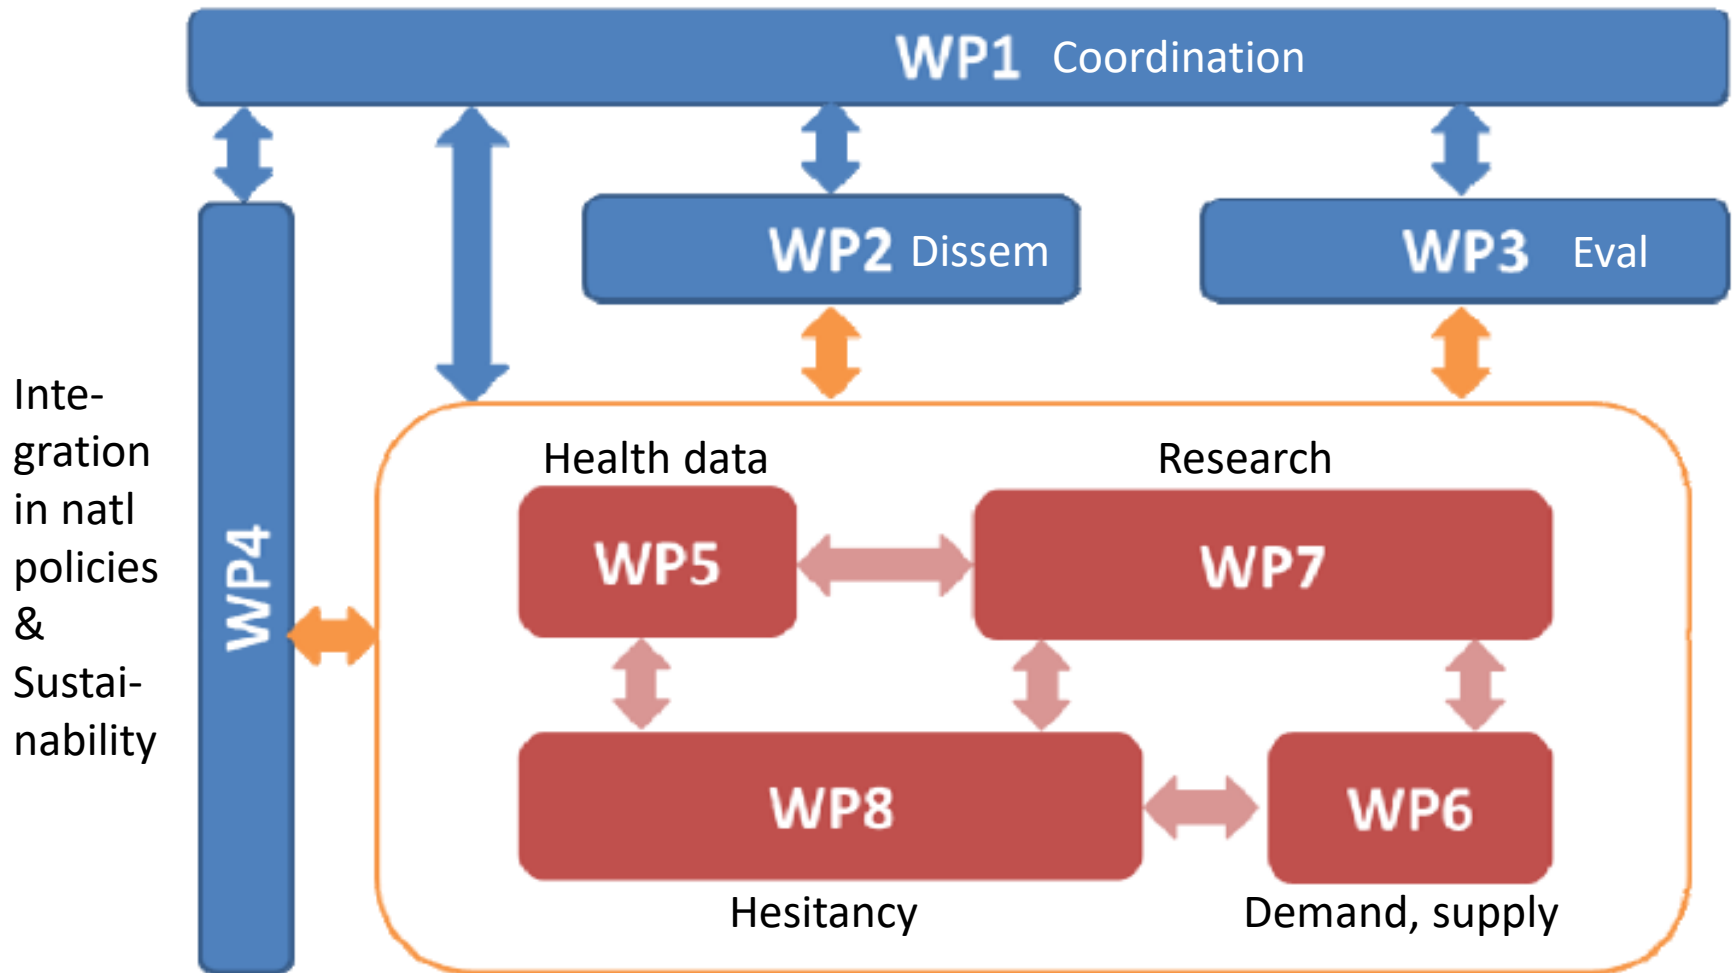 WP1 Coordination
WP2 Dissem
WP3 Eval
Inte-
gration
in natl
policies
&
Sustai-
nability
WP4
Health data
Research
WP5
WP7
WP8
WP6
Hesitancy
Demand, supply